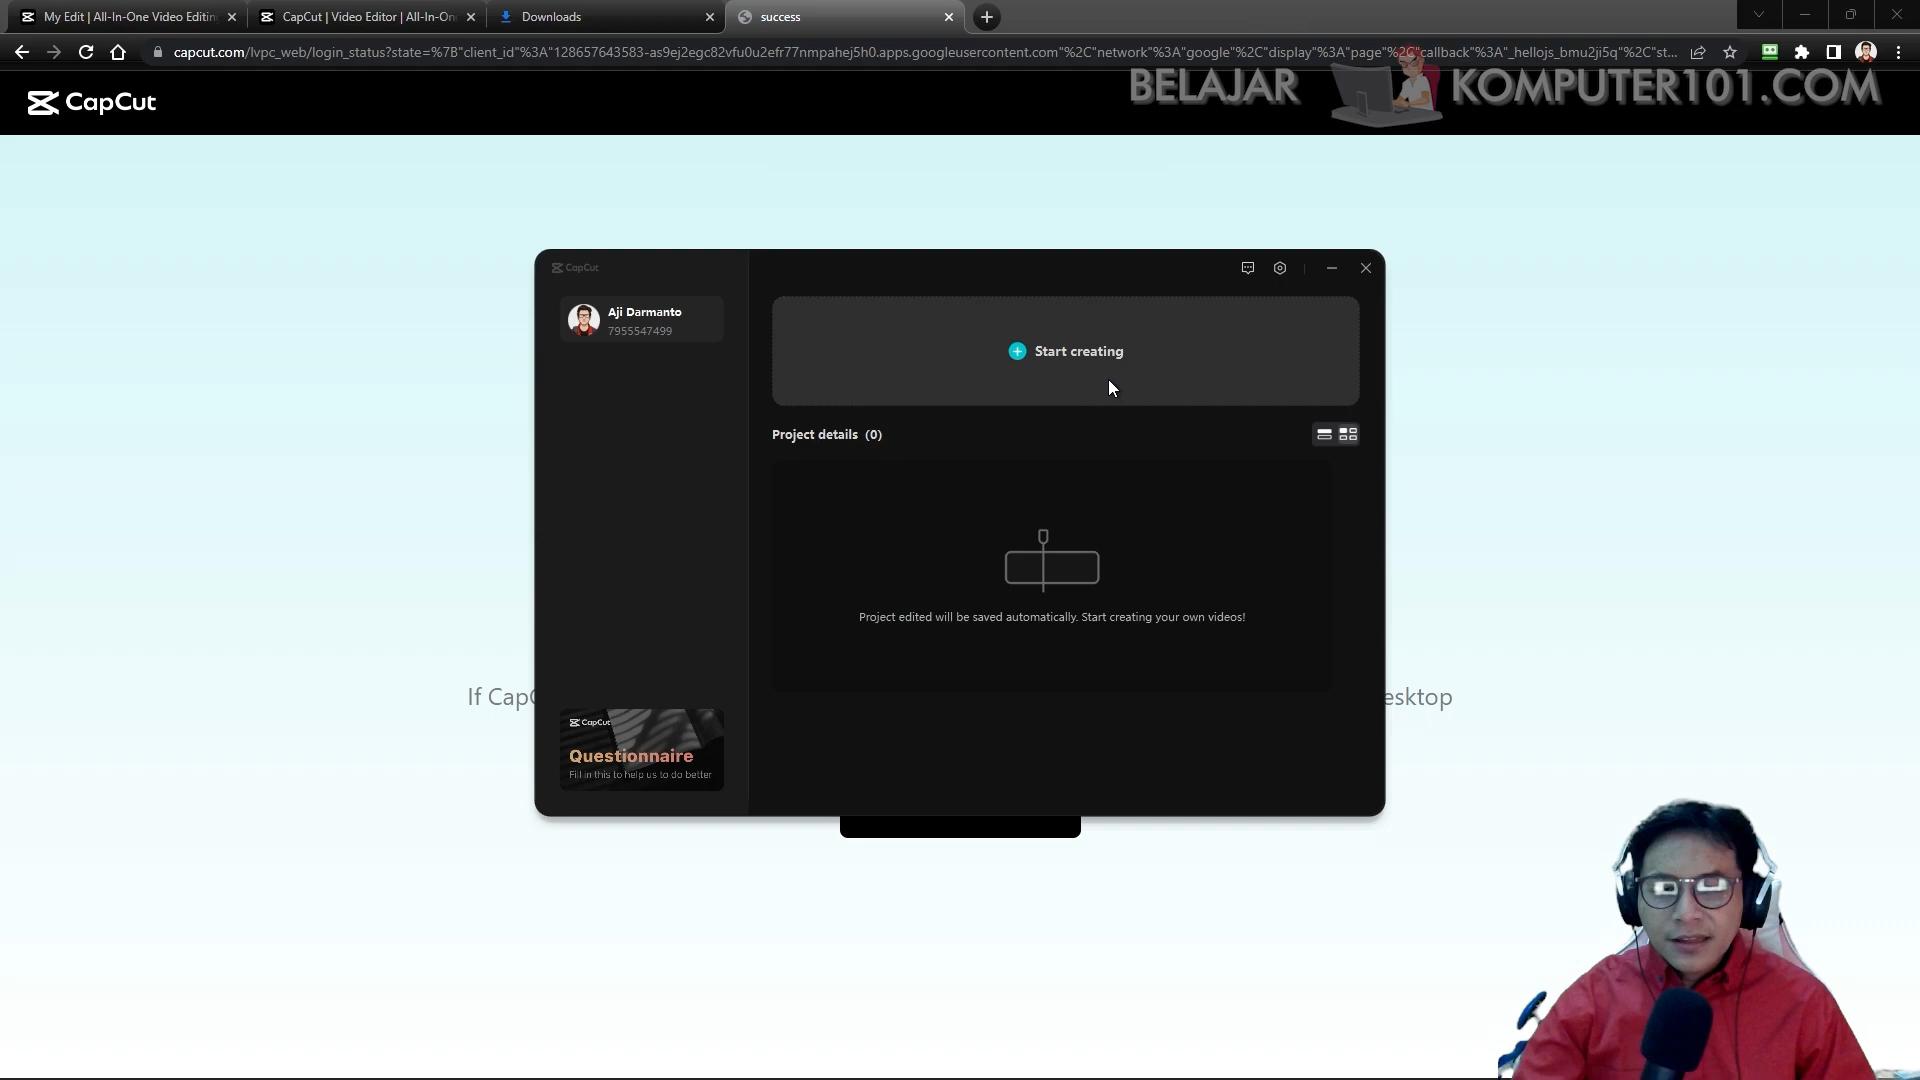 My Edit | All-In-One Video Editin
CapCut | Video Editor | All-In-On
Downloads
success
capcut.com/lvpc_web/login_status?state=%7B"client_id"%3A"128657643583-as9ej2egc82vfu0u2efr77nmpahej5h0.apps.googleusercontent.com"%2C"network"%3A"google"%2C"display"%3A"page"%2C"callback"%3A"_hellojs_bmu2ji5q"%2C"st...
CapCut
BELAJAR KOMPUTER101.COM
CapCut
Aji Darmanto
7955547499
Start creating
Project details (0)
Project edited will be saved automatically. Start creating your own videos!
If Cap
esktop
CapCut
Questionnaire
Fill in this to help us to do better